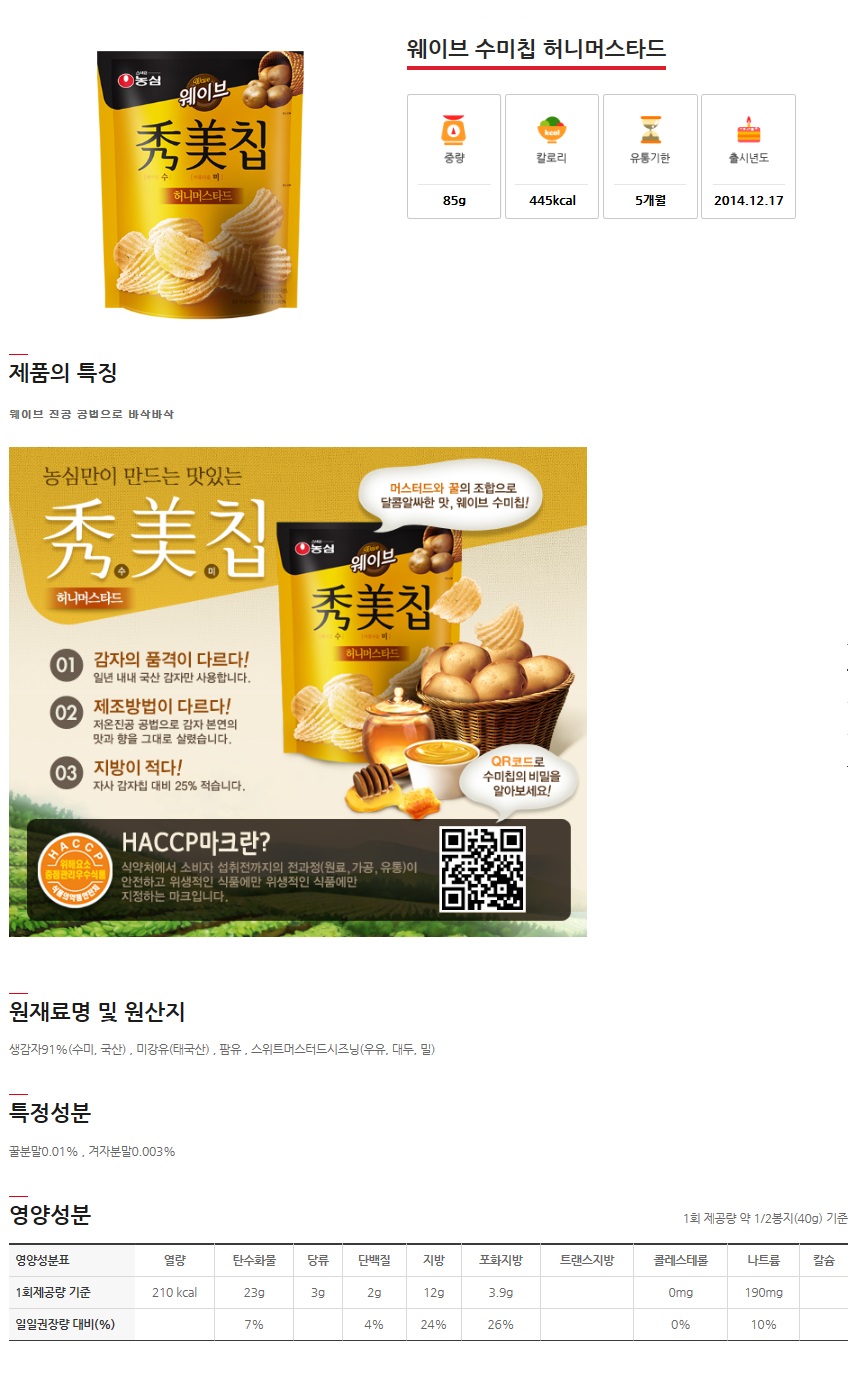 웨이브 수미칩 허니머스타드
농심
Wave
웨이브
秀美칩
수 미
허니머스타드
중량
칼로리
유통기한
출시년도
kcal
85g
445kcal
5개월
2014.12.17
제품의 특징
웨이브 진공 공법으로 바삭바삭
농심만이 만드는 맛있는
秀美칩
수 미
허니머스타드
머스터드와 꿀의 조합으로
달콤알싸한 맛, 웨이브 수미칩!
농심
Wave
웨이브
秀美칩
수 미
허니머스타드
01 감자의 품격이 다르다!
일년 내내 국산 감자만 사용합니다.
02 제조방법이 다르다!
저온진공 공법으로 감자 본연의
맛과 향을 그대로 살렸습니다.
03 지방이 적다!
자사 감자칩 대비 25% 적습니다.
QR코드로
수미칩의 비밀을
알아보세요!
HACCP
위해요소
중점관리우수식품
식품의약품안전처
HACCP마크란?
식약처에서 소비자 섭취전까지의 전과정(원료,가공,유통)이
안전하고 위생적인 식품에만 위생적인 식품에만
지정하는 마크입니다.
원재료명 및 원산지
생감자91%(수미, 국산) , 미강유(태국산) , 팜유 , 스위트머스터드시즈닝(우유, 대두, 밀)
특정성분
꿀분말0.01% , 겨자분말0.003%
영양성분
1회 제공량 약 1/2봉지(40g) 기준
영양성분표 열량 탄수화물 당류 단백질 지방 포화지방 트랜스지방 콜레스테롤 나트륨 칼슘
1회제공량 기준 210 kcal 23g 3g 2g 12g 3.9g 0mg 190mg
일일권장량 대비(%) 7% 4% 24% 26% 0% 10%